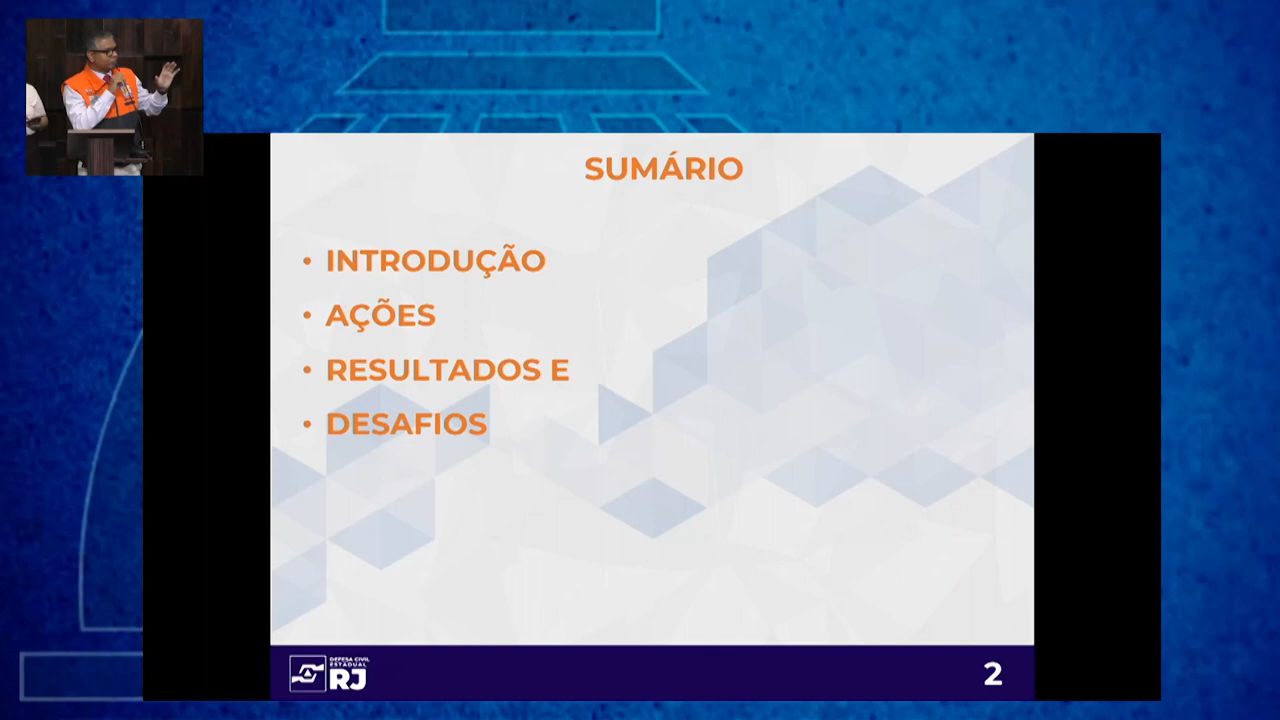 SUMÁRIO
• INTRODUÇÃO
• AÇÕES
• RESULTADOS E
• DESAFIOS
DEFESA CIVIL
ESTADUAL
RJ
2